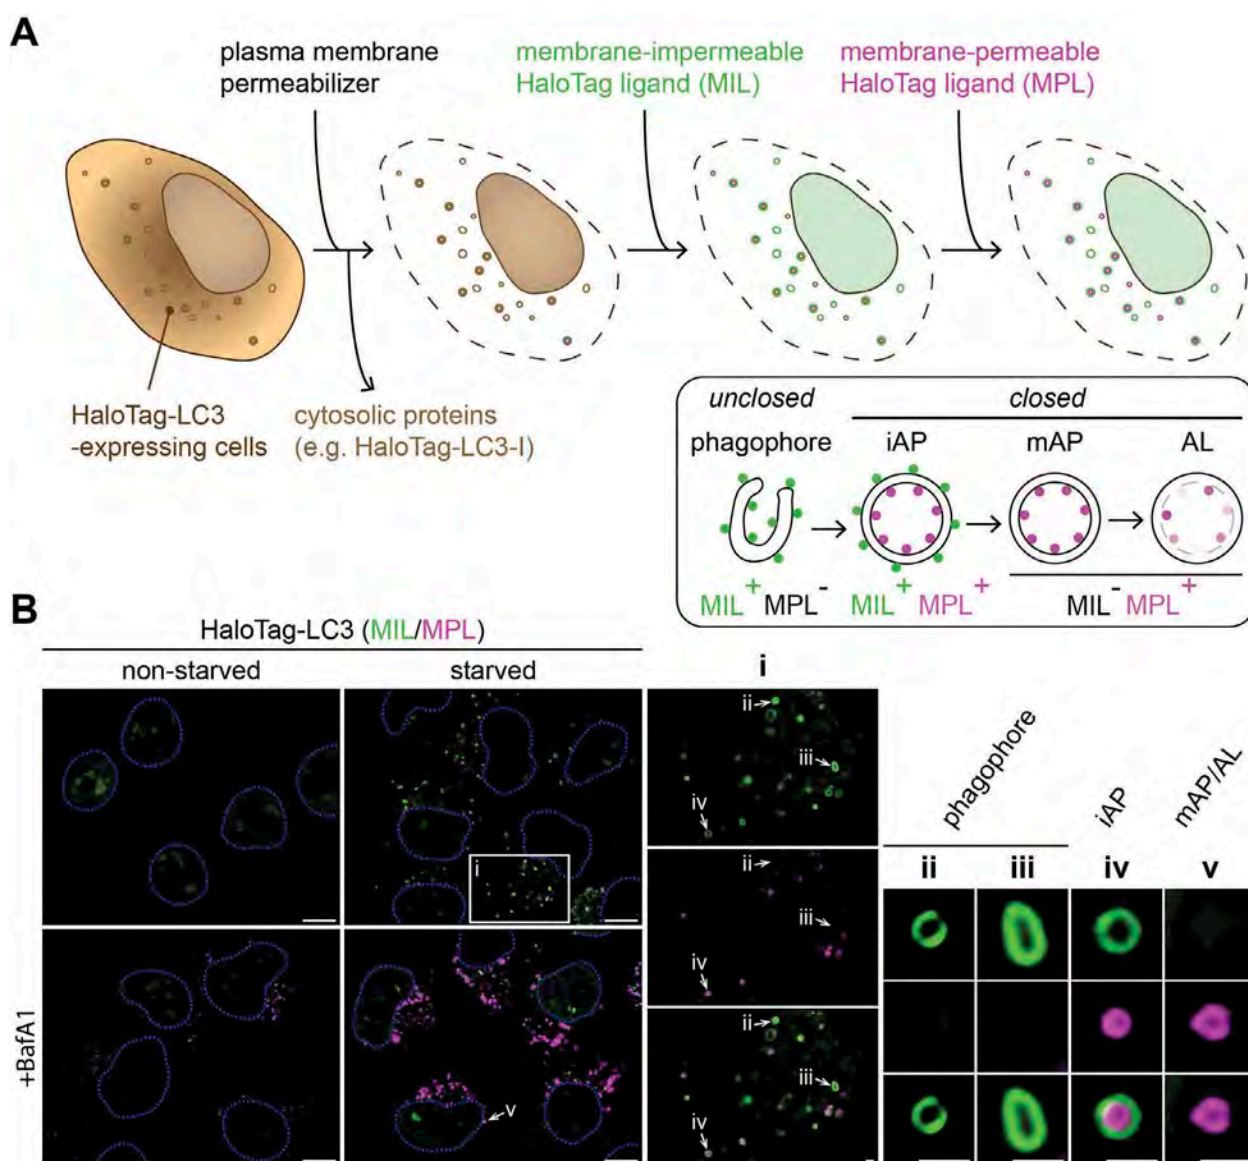 A
plasma membrane
permeabilizer
membrane-impermeable
HaloTag ligand (MIL)
membrane-permeable
HaloTag ligand (MPL)
HaloTag-LC3
-expressing cells
cytosolic proteins
(e.g. HaloTag-LC3-I)
unclosed
closed
phagophore
iAP
mAP
AL
MIL+MPL-
MIL+MPL+
MIL-MPL+
B
HaloTag-LC3 (MIL/MPL)
non-starved
starved
i
+BafA1
i
v
ii
iii
iv
ii
iii
iv
ii
iii
iv
phagophore
iAP
mAP/AL
ii
iii
iv
v